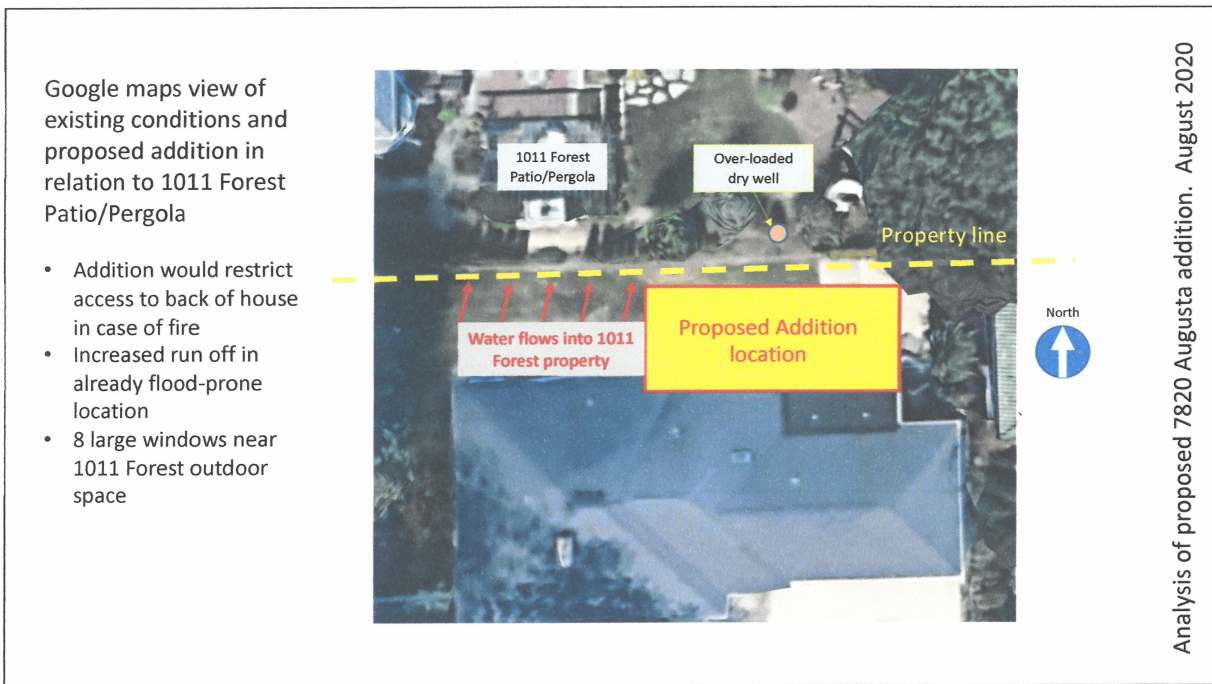 Google maps view of
existing conditions and
proposed addition in
relation to 1011 Forest
Patio/Pergola
• Addition would restrict
access to back of house
in case of fire
• Increased run off in
already flood-prone
location
• 8 large windows near
1011 Forest outdoor
space
1011 Forest
Patio/Pergola
Over-loaded
dry well
Property line
Water flows into 1011
Forest property
Proposed Addition
location
North
Analysis of proposed 7820 Augusta addition. August 2020